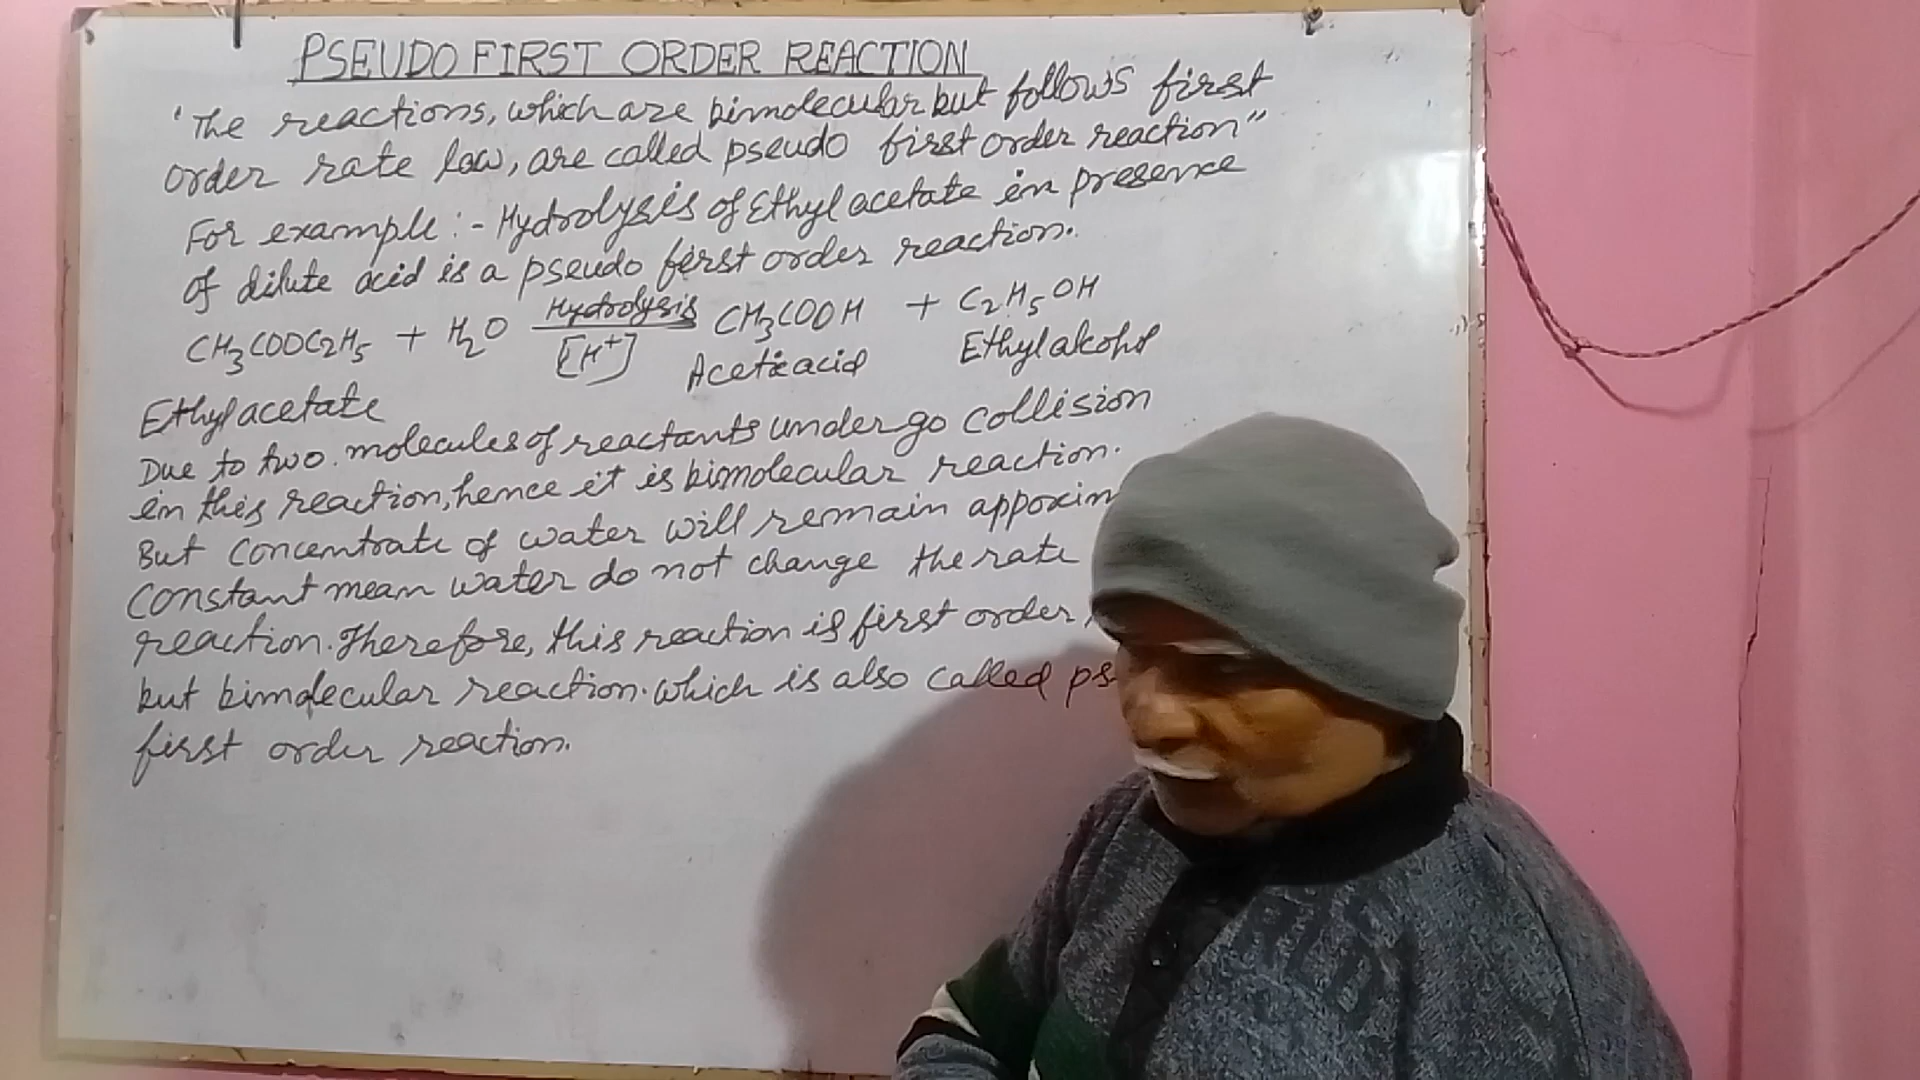 PSEUDO FIRST ORDER REACTION
'The reactions, which are bimolecular but follows first
order rate law, are called pseudo first order reaction"
For example :- Hydrolysis of Ethyl acetate in presence
of dilute acid is a pseudo first order reaction.
CH3COOC2H5 + H2O Hydrolysis [H+] CH3COOH + C2H5OH
Acetic acid Ethyl alcohol
Ethyl acetate
Due to two molecules of reactants undergo collision
in this reaction, hence it is bimolecular reaction.
But Concentrate of water will remain appoxim
Constant mean water do not change the rate
reaction. Therefore, this reaction is first order,
but bimolecular reaction. which is also called ps
first order reaction.